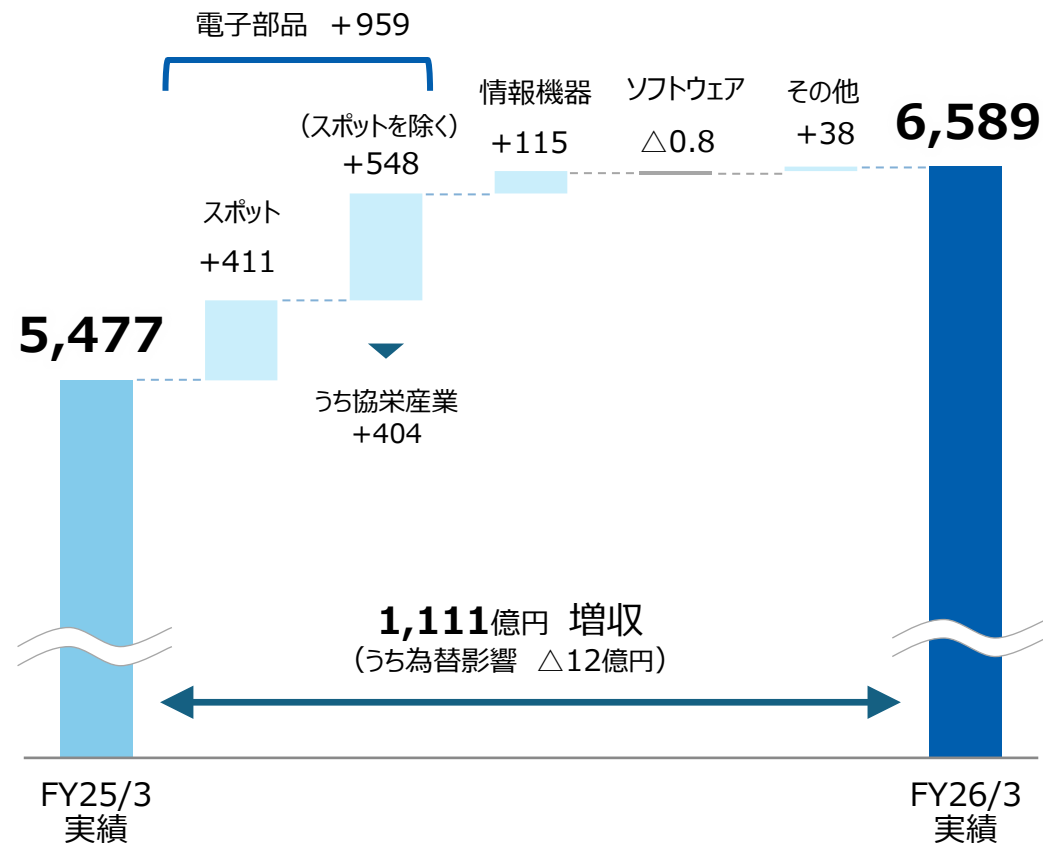 電子部品 +959
(スポットを除く)
+548
情報機器
+115
ソフトウェア
△0.8
その他
+38
6,589
スポット
+411
5,477
うち協栄産業
+404
1,111億円 増収
(うち為替影響 △12億円)
FY25/3
実績
FY26/3
実績